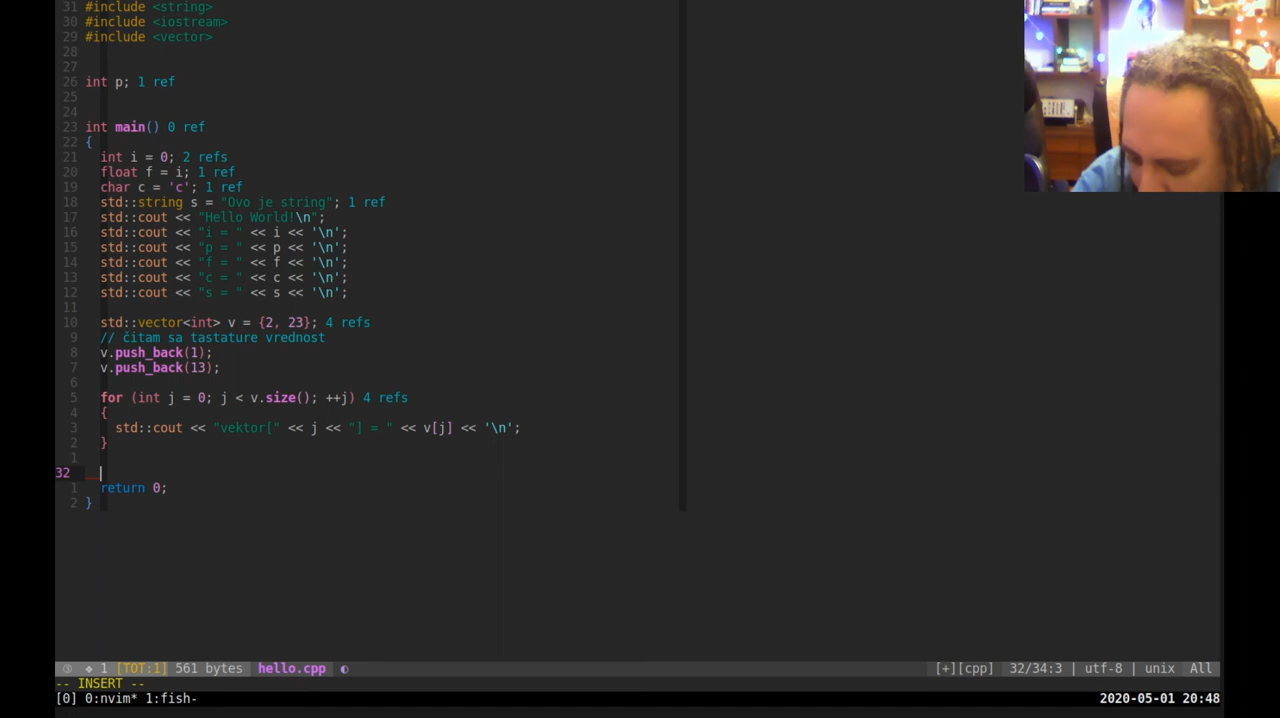 31 #include <string>
30 #include <iostream>
29 #include <vector>
28
27
26 int p; 1 ref
25
24
23 int main() 0 ref
22 {
21 int i = 0; 2 refs
20 float f = i; 1 ref
19 char c = 'c'; 1 ref
18 std::string s = "Ovo je string"; 1 ref
17 std::cout << "Hello World!\n";
16 std::cout << "i = " << i << '\n';
15 std::cout << "p = " << p << '\n';
14 std::cout << "f = " << f << '\n';
13 std::cout << "c = " << c << '\n';
12 std::cout << "s = " << s << '\n';
11
10 std::vector<int> v = {2, 23}; 4 refs
9 // čitam sa tastature vrednost
8 v.push_back(1);
7 v.push_back(13);
6
5 for (int j = 0; j < v.size(); ++j) 4 refs
4 {
3 std::cout << "vektor[" << j << "] = " << v[j] << '\n';
2 }
1
32
1 return 0;
2 }
③ ❖ 1 [TOT:1] 561 bytes hello.cpp [+][cpp] 32/34:3 | utf-8 | unix All
-- INSERT --
[0] 0:nvim* 1:fish- 2020-05-01 20:48